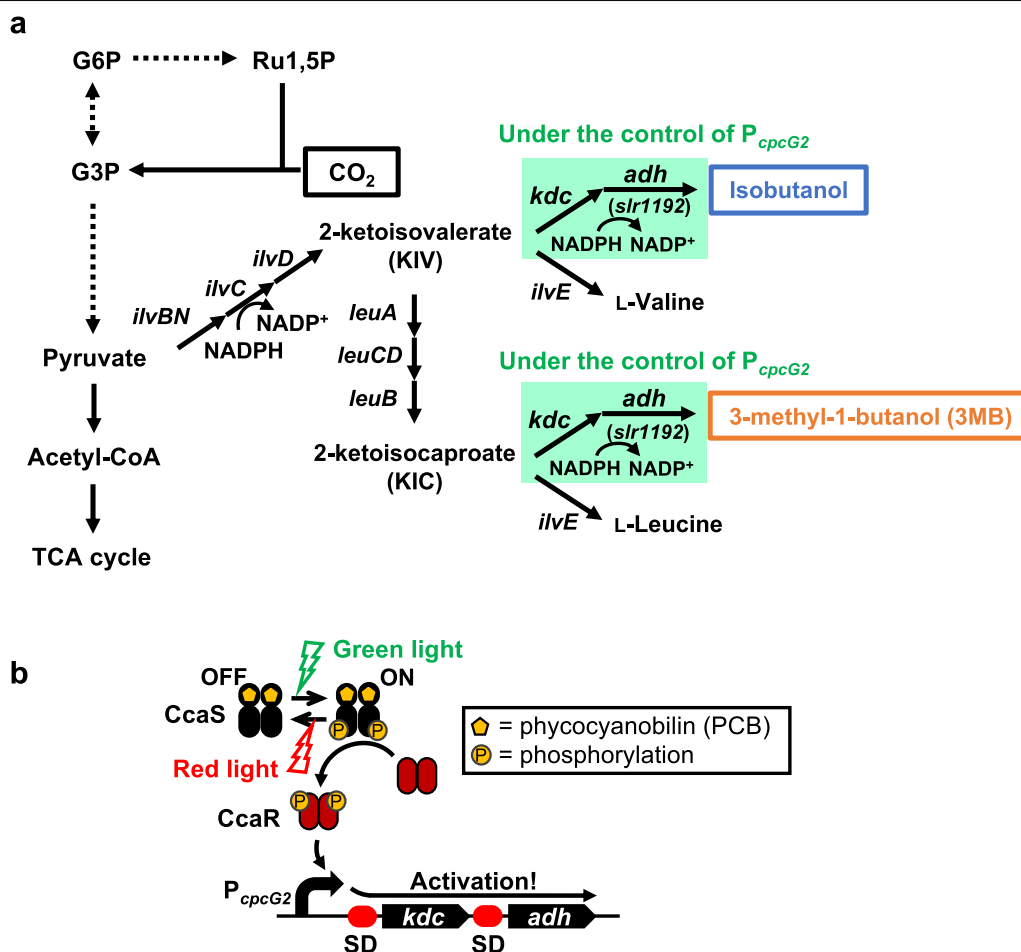 a
G6P
Ru1,5P
G3P
CO2
Under the control of PcpcG2
kdc
adh
(slr1192)
NADPH NADP+
Isobutanol
2-ketoisovalerate
(KIV)
ilvE
L-Valine
ilvBN
ilvC
ilvD
NADPH
NADP+
Pyruvate
leuA
leuCD
leuB
Under the control of PcpcG2
kdc
adh
(slr1192)
NADPH NADP+
3-methyl-1-butanol (3MB)
Acetyl-CoA
2-ketoisocaproate
(KIC)
ilvE
L-Leucine
TCA cycle
b
Green light
OFF
ON
CcaS
P P
Red light
= phycocyanobilin (PCB)
P = phosphorylation
P P
CcaR
PcpcG2
Activation!
kdc
adh
SD
SD